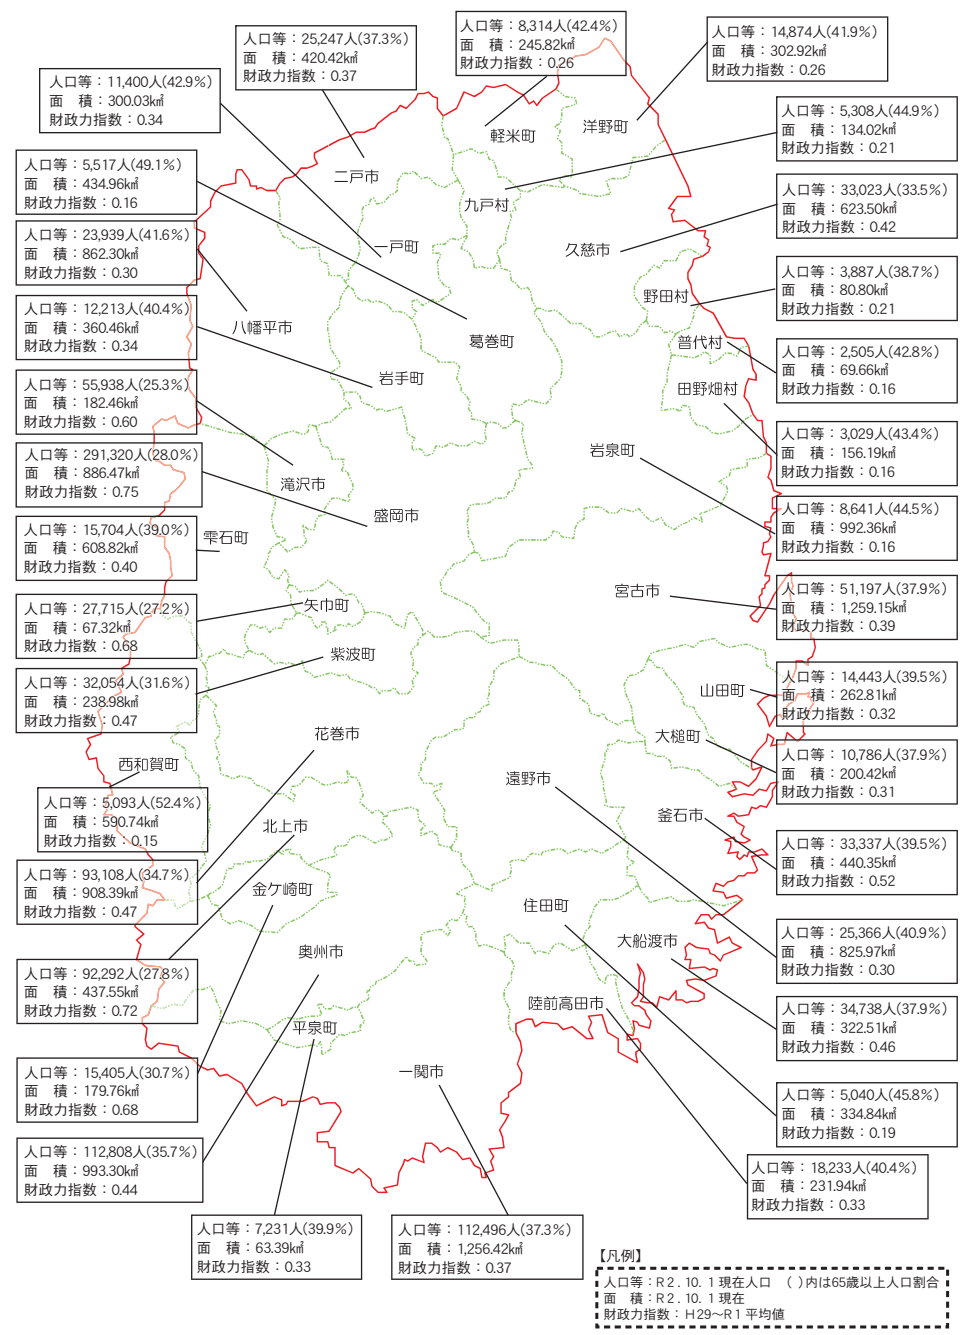 人口等：8,314人(42.4%)
面　積：245.82㎢
財政力指数：0.26
人口等：14,874人(41.9%)
面　積：302.92㎢
財政力指数：0.26
人口等：25,247人(37.3%)
面　積：420.42㎢
財政力指数：0.37
人口等：11,400人(42.9%)
面　積：300.03㎢
財政力指数：0.34
人口等：5,308人(44.9%)
面　積：134.02㎢
財政力指数：0.21
人口等：5,517人(49.1%)
面　積：434.96㎢
財政力指数：0.16
人口等：33,023人(33.5%)
面　積：623.50㎢
財政力指数：0.42
人口等：23,939人(41.6%)
面　積：862.30㎢
財政力指数：0.30
人口等：3,887人(38.7%)
面　積：80.80㎢
財政力指数：0.21
人口等：12,213人(40.4%)
面　積：360.46㎢
財政力指数：0.34
人口等：2,505人(42.8%)
面　積：69.66㎢
財政力指数：0.16
人口等：55,938人(25.3%)
面　積：182.46㎢
財政力指数：0.60
人口等：3,029人(43.4%)
面　積：156.19㎢
財政力指数：0.16
人口等：291,320人(28.0%)
面　積：886.47㎢
財政力指数：0.75
人口等：8,641人(44.5%)
面　積：992.36㎢
財政力指数：0.16
人口等：15,704人(39.0%)
面　積：608.82㎢
財政力指数：0.40
人口等：51,197人(37.9%)
面　積：1,259.15㎢
財政力指数：0.39
人口等：27,715人(27.2%)
面　積：67.32㎢
財政力指数：0.68
人口等：14,443人(39.5%)
面　積：262.81㎢
財政力指数：0.32
人口等：32,054人(31.6%)
面　積：238.98㎢
財政力指数：0.47
人口等：10,786人(37.9%)
面　積：200.42㎢
財政力指数：0.31
人口等：5,093人(52.4%)
面　積：590.74㎢
財政力指数：0.15
人口等：33,337人(39.5%)
面　積：440.35㎢
財政力指数：0.52
人口等：93,108人(34.7%)
面　積：908.39㎢
財政力指数：0.47
人口等：25,366人(40.9%)
面　積：825.97㎢
財政力指数：0.30
人口等：92,292人(27.8%)
面　積：437.55㎢
財政力指数：0.72
人口等：34,738人(37.9%)
面　積：322.51㎢
財政力指数：0.46
人口等：15,405人(30.7%)
面　積：179.76㎢
財政力指数：0.68
人口等：5,040人(45.8%)
面　積：334.84㎢
財政力指数：0.19
人口等：112,808人(35.7%)
面　積：993.30㎢
財政力指数：0.44
人口等：18,233人(40.4%)
面　積：231.94㎢
財政力指数：0.33
人口等：7,231人(39.9%)
面　積：63.39㎢
財政力指数：0.33
人口等：112,496人(37.3%)
面　積：1,256.42㎢
財政力指数：0.37
軽米町
洋野町
二戸市
九戸村
一戸町
久慈市
野田村
八幡平市
葛巻町
普代村
岩手町
田野畑村
岩泉町
滝沢市
盛岡市
雫石町
宮古市
矢巾町
紫波町
山田町
花巻市
大槌町
西和賀町
遠野市
釜石市
北上市
金ケ崎町
住田町
大船渡市
奥州市
陸前高田市
平泉町
一関市
【凡例】
人口等：R2.10.1現在人口　（ ）内は65歳以上人口割合
面　積：R2.10.1現在
財政力指数：H29～R1平均値